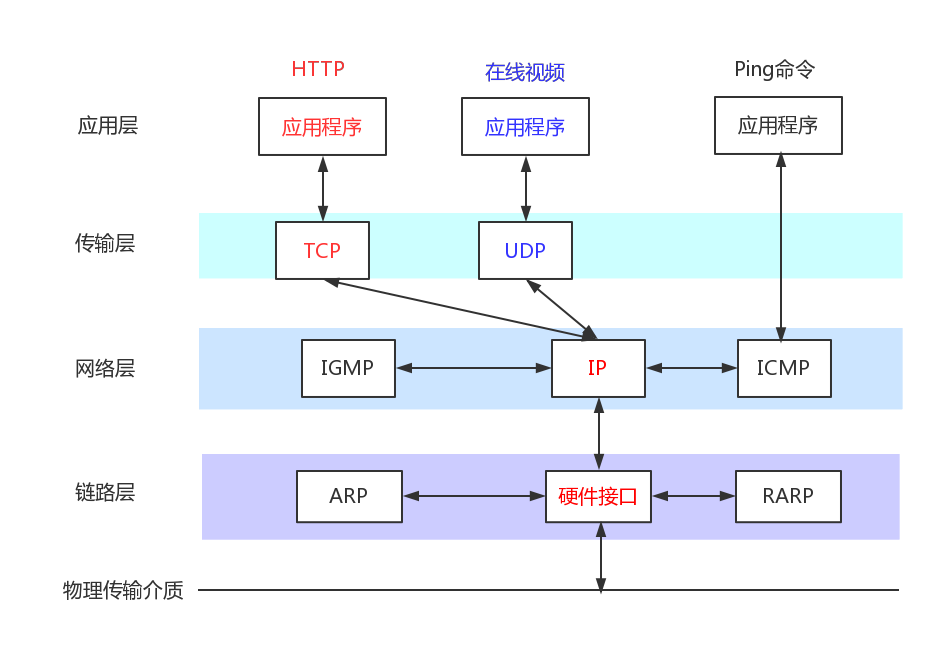 HTTP
在线视频
Ping命令
应用层
应用程序
应用程序
应用程序
传输层
TCP
UDP
网络层
IGMP
IP
ICMP
链路层
ARP
硬件接口
RARP
物理传输介质